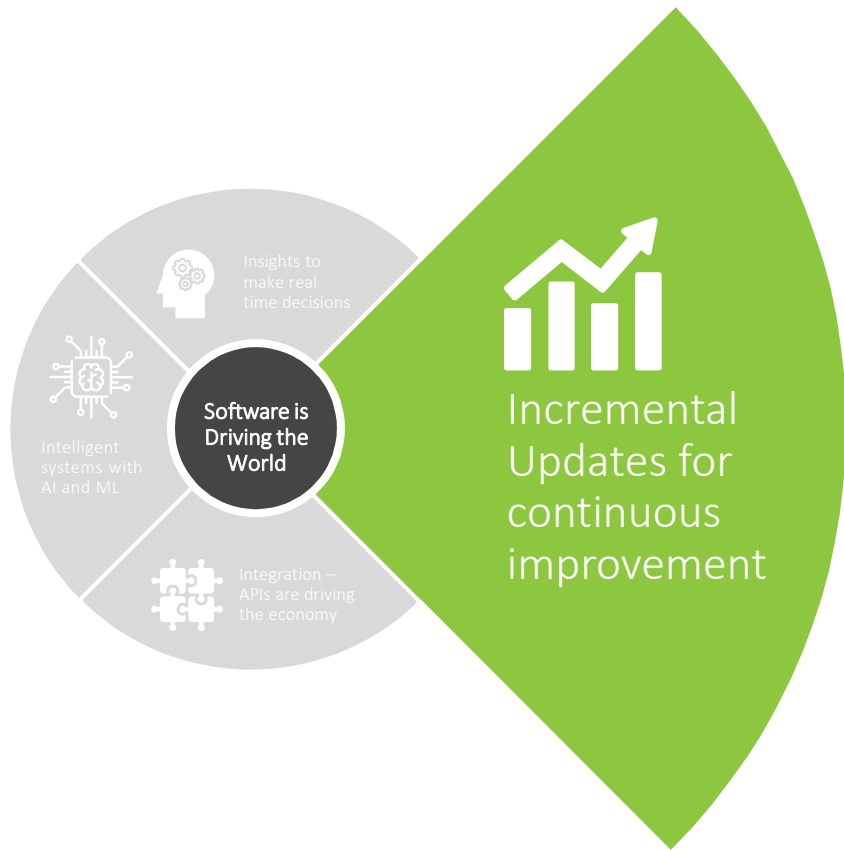 Insights to
make real
time decisions
Intelligent
systems with
AI and ML
Software is
Driving the
World
Integration –
APIs are driving
the economy
Incremental
Updates for
continuous
improvement